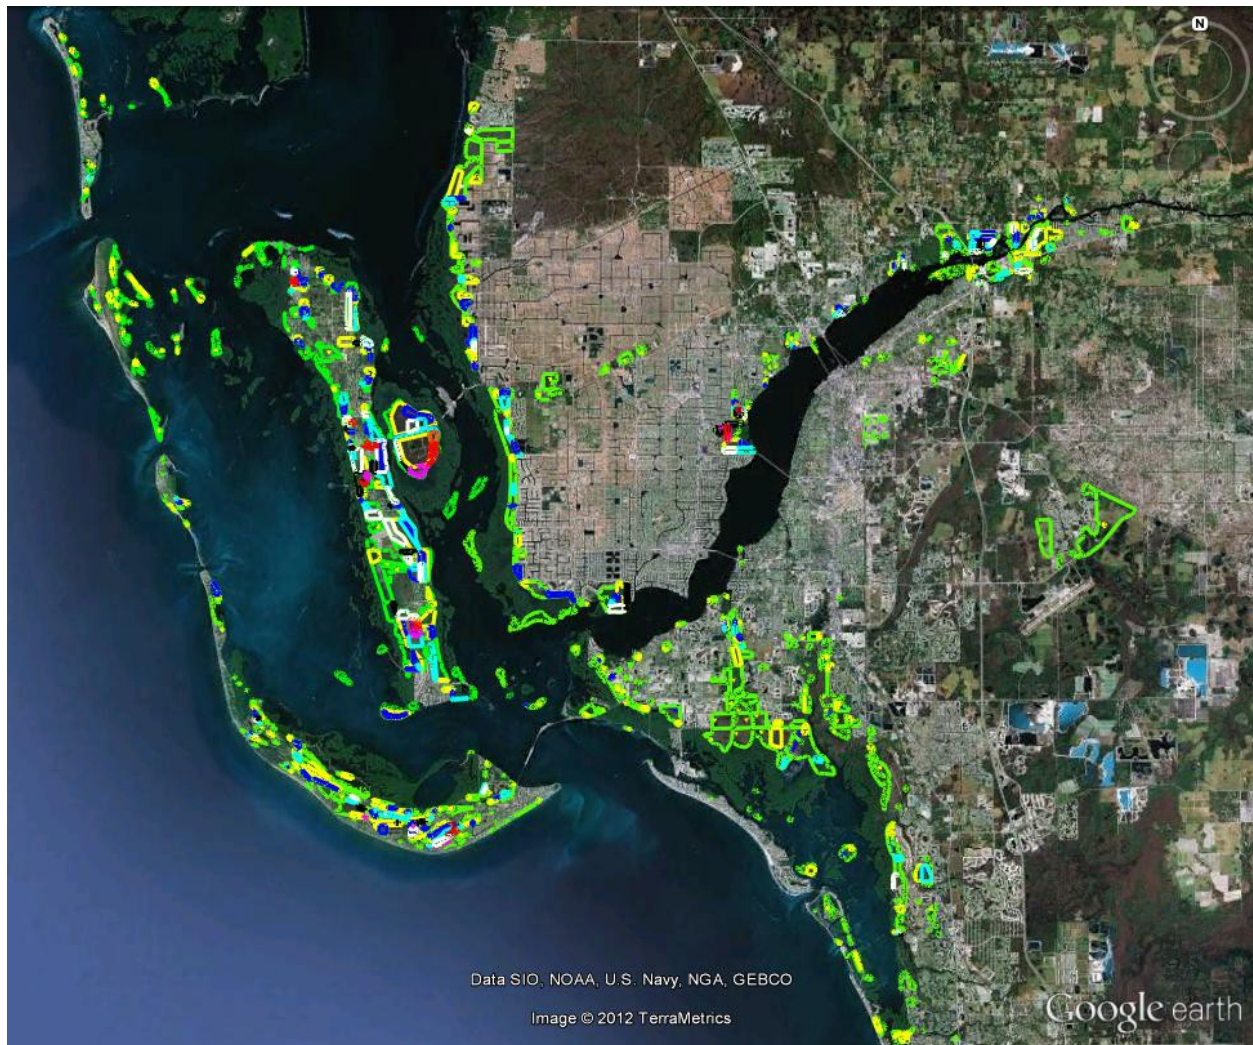 N
Data SIO, NOAA, U.S. Navy, NGA, GEBCO
Image © 2012 TerraMetrics
Google earth